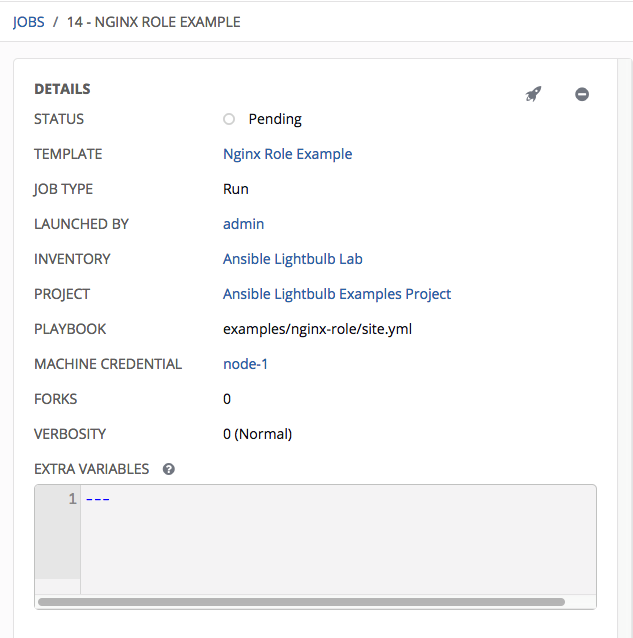 JOBS / 14 - NGINX ROLE EXAMPLE
DETAILS
STATUS Pending
TEMPLATE Nginx Role Example
JOB TYPE Run
LAUNCHED BY admin
INVENTORY Ansible Lightbulb Lab
PROJECT Ansible Lightbulb Examples Project
PLAYBOOK examples/nginx-role/site.yml
MACHINE CREDENTIAL node-1
FORKS 0
VERBOSITY 0 (Normal)
EXTRA VARIABLES ?
1 ---